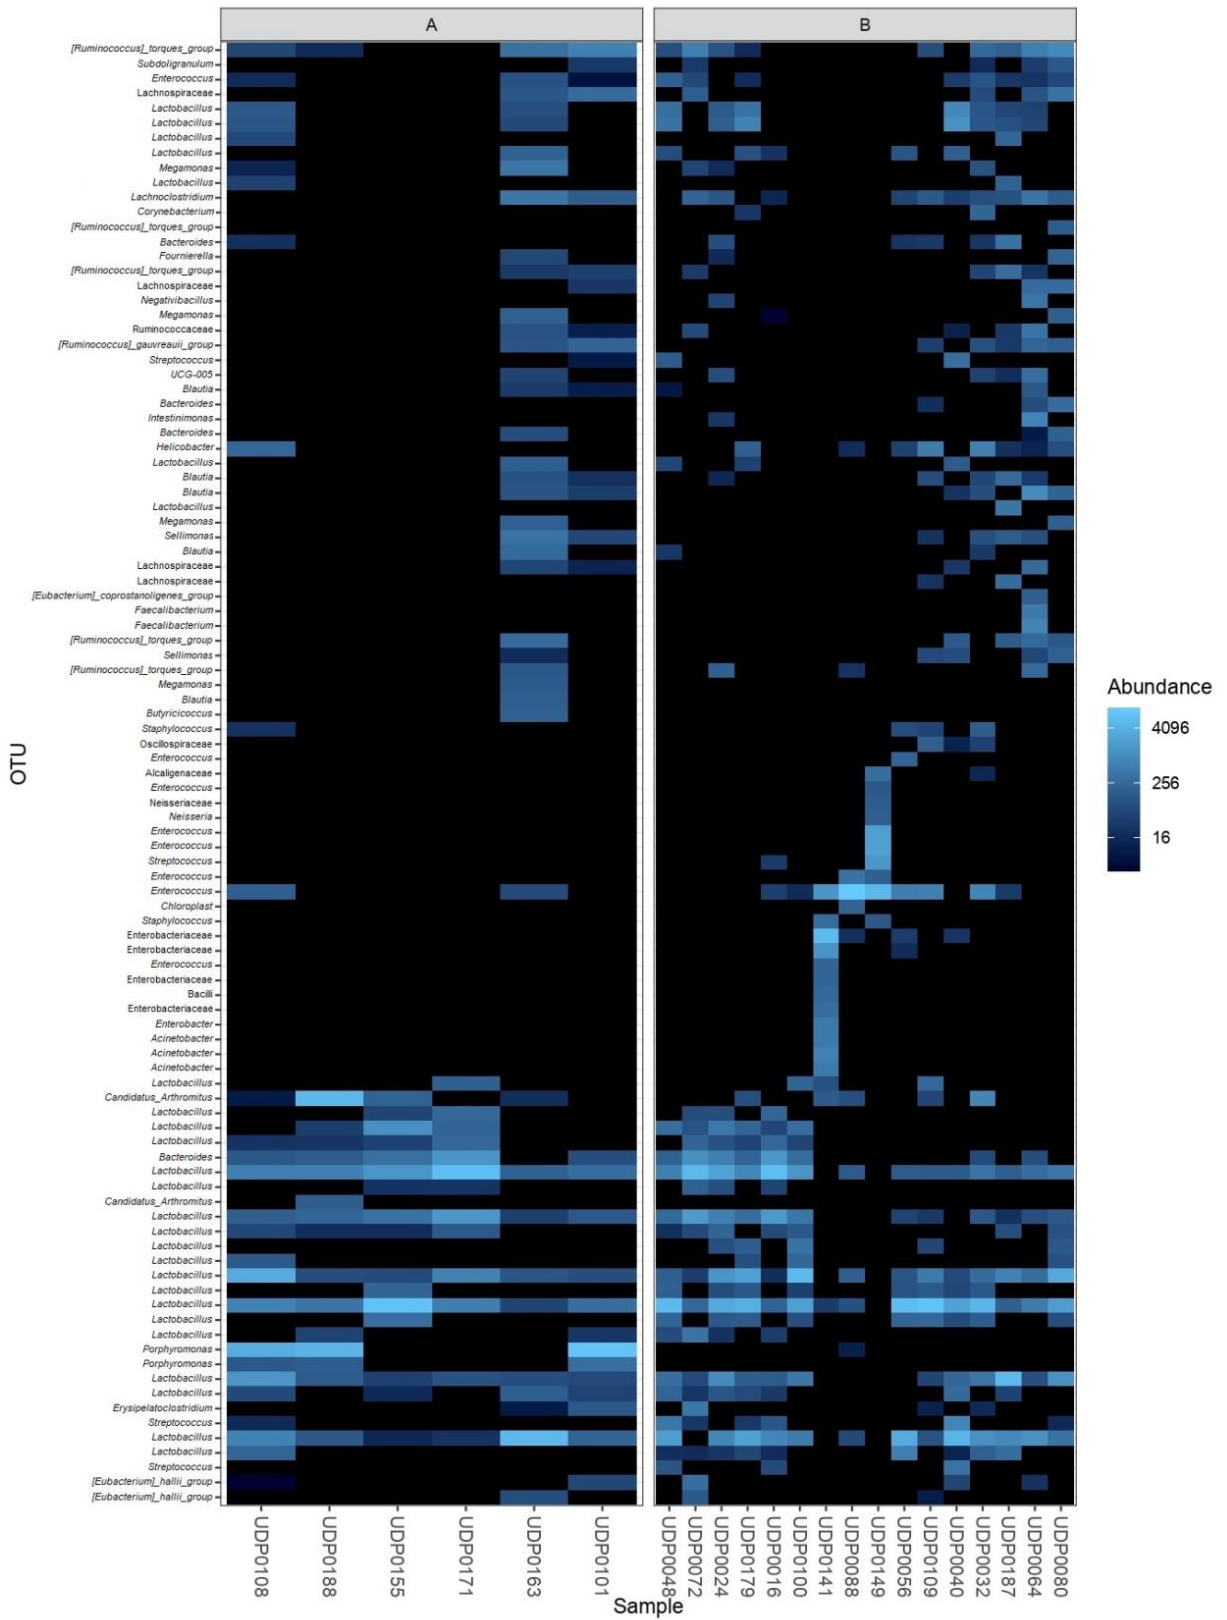 A
B
[Ruminococcus]_torques_group
Subdoligranulum
Enterococcus
Lachnospiraceae
Lactobacillus
Lactobacillus
Lactobacillus
Lactobacillus
Megamonas
Lactobacillus
Lachnoclostridium
Corynebacterium
[Ruminococcus]_torques_group
Bacteroides
Fournierella
[Ruminococcus]_torques_group
Lachnospiraceae
Negativibacillus
Megamonas
Ruminococcaceae
[Ruminococcus]_gauvreauii_group
Streptococcus
UCG-005
Blautia
Bacteroides
Intestinimonas
Bacteroides
Helicobacter
Lactobacillus
Blautia
Blautia
Lactobacillus
Megamonas
Sellimonas
Blautia
Lachnospiraceae
Lachnospiraceae
[Eubacterium]_coprostanoligenes_group
Faecalibacterium
Faecalibacterium
[Ruminococcus]_torques_group
Sellimonas
[Ruminococcus]_torques_group
Megamonas
Blautia
Butyricicoccus
Staphylococcus
Oscillospiraceae
Enterococcus
Alcaligenaceae
Enterococcus
Neisseriaceae
Neisseria
Enterococcus
Enterococcus
Streptococcus
Enterococcus
Enterococcus
Chloroplast
Staphylococcus
Enterobacteriaceae
Enterobacteriaceae
Enterococcus
Enterobacteriaceae
Bacilli
Enterobacteriaceae
Enterobacter
Acinetobacter
Acinetobacter
Acinetobacter
Lactobacillus
Candidatus_Arthromitus
Lactobacillus
Lactobacillus
Lactobacillus
Bacteroides
Lactobacillus
Lactobacillus
Candidatus_Arthromitus
Lactobacillus
Lactobacillus
Lactobacillus
Lactobacillus
Lactobacillus
Lactobacillus
Lactobacillus
Lactobacillus
Lactobacillus
Porphyromonas
Porphyromonas
Lactobacillus
Lactobacillus
Erysipelatoclostridium
Streptococcus
Lactobacillus
Lactobacillus
Streptococcus
[Eubacterium]_hallii_group
[Eubacterium]_hallii_group
OTU
Abundance
4096
256
16
UDP0108
UDP0188
UDP0155
UDP0171
UDP0163
UDP0101
UDP0048
UDP0072
UDP0024
UDP0179
UDP0016
UDP0100
UDP0141
UDP0088
UDP0149
UDP0056
UDP0109
UDP0040
UDP0032
UDP0187
UDP0064
UDP0080
Sample